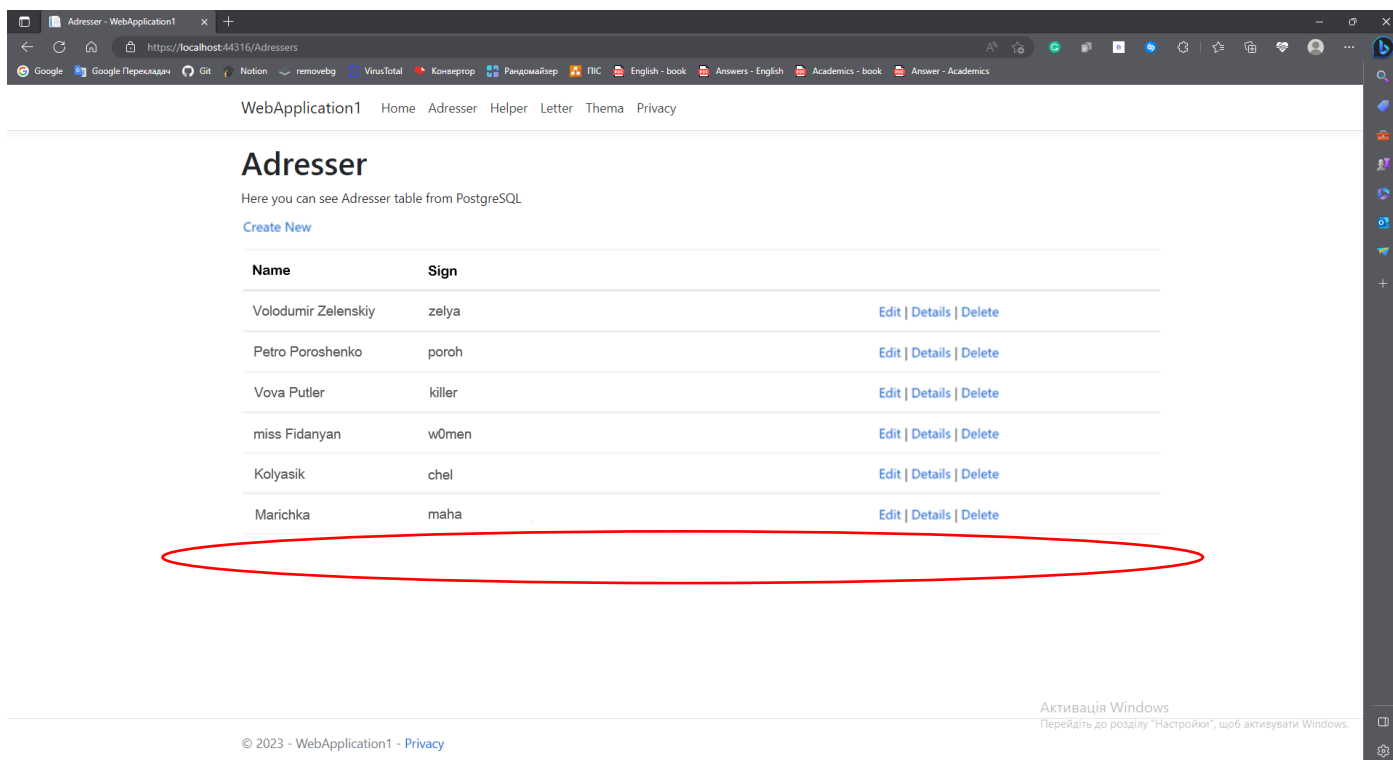 Adresser - WebApplication1
https://localhost:44316/Adressers
Google Google Перекладач Git Notion removebg VirusTotal Конвертор Рандомайзер ПІС English - book Answers - English Academics - book Answer - Academics
WebApplication1 Home Adresser Helper Letter Thema Privacy
Adresser
Here you can see Adresser table from PostgreSQL
Create New
Name Sign
Volodumir Zelenskiy zelya Edit | Details | Delete
Petro Poroshenko poroh Edit | Details | Delete
Vova Putler killer Edit | Details | Delete
miss Fidanyan w0men Edit | Details | Delete
Kolyasik chel Edit | Details | Delete
Marichka maha Edit | Details | Delete
Активація Windows
Перейдіть до розділу "Настройки", щоб активувати Windows.
© 2023 - WebApplication1 - Privacy